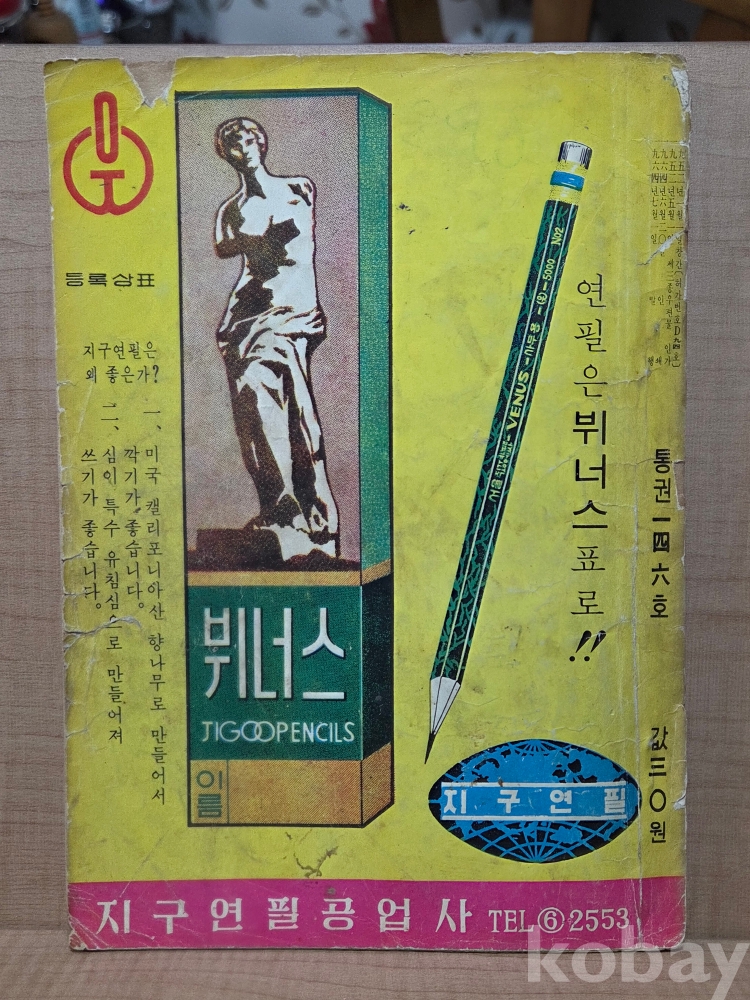 등록상표
지구연필은
왜 좋은가?
一、미국 캘리포니아산 향나무로 만들어서
깍기가 좋습니다.
二、심이 특수 유침심으로 만들어져
쓰기가 좋습니다.
뷔너스
JIGOOPENCILS
이름
VENUS
5000 NO2
연필은 뷔너스표로!!
지구연필
통권一四六호
값三○원
지구연필공업사 TEL⑥2553
kobay